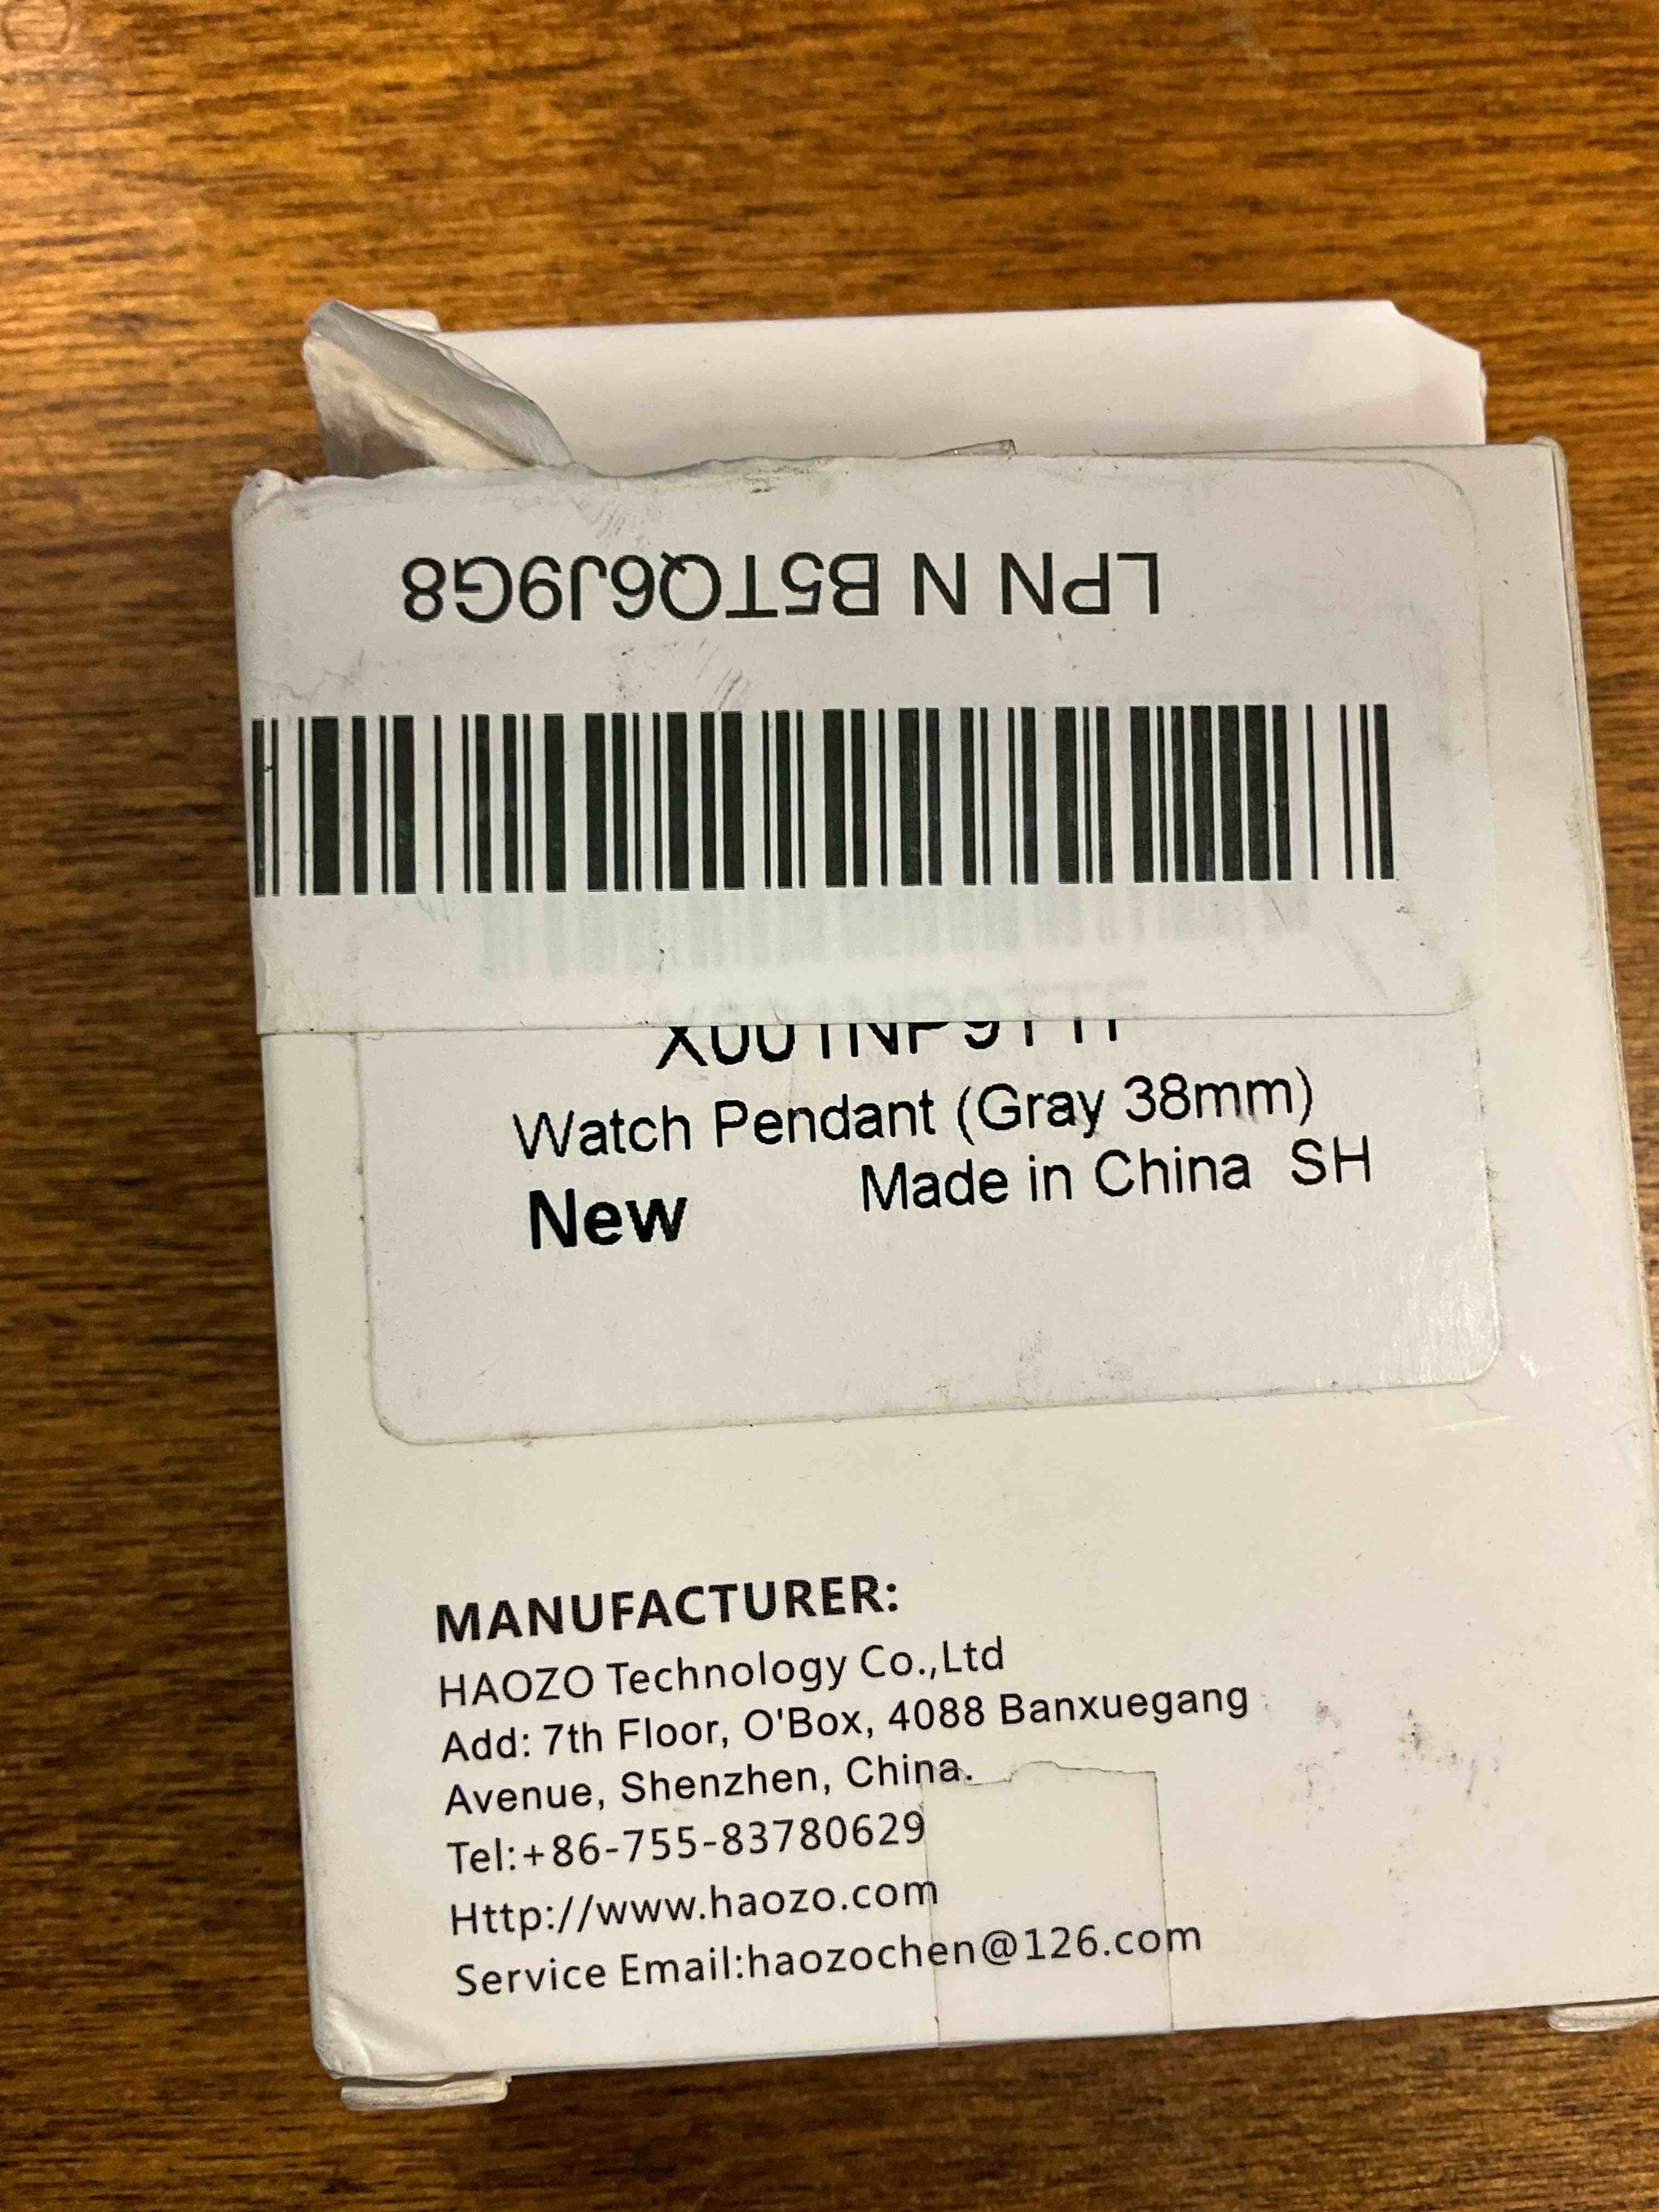 LPN N B5TQ6J9G8
Watch Pendant (Gray 38mm)
New Made in China SH
MANUFACTURER:
HAOZO Technology Co.,Ltd
Add: 7th Floor, O'Box, 4088 Banxuegang
Avenue, Shenzhen, China.
Tel:+86-755-83780629
Http://www.haozo.com
Service Email:haozochen@126.com